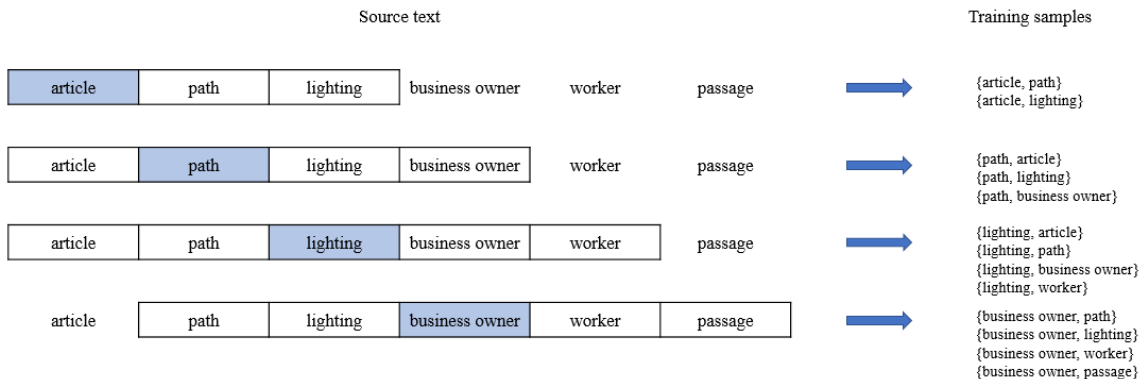 Source text Training samples
article path lighting business owner worker passage
{article, path}
{article, lighting}
article path lighting business owner worker passage
{path, article}
{path, lighting}
{path, business owner}
article path lighting business owner worker passage
{lighting, article}
{lighting, path}
{lighting, business owner}
{lighting, worker}
article path lighting business owner worker passage
{business owner, path}
{business owner, lighting}
{business owner, worker}
{business owner, passage}